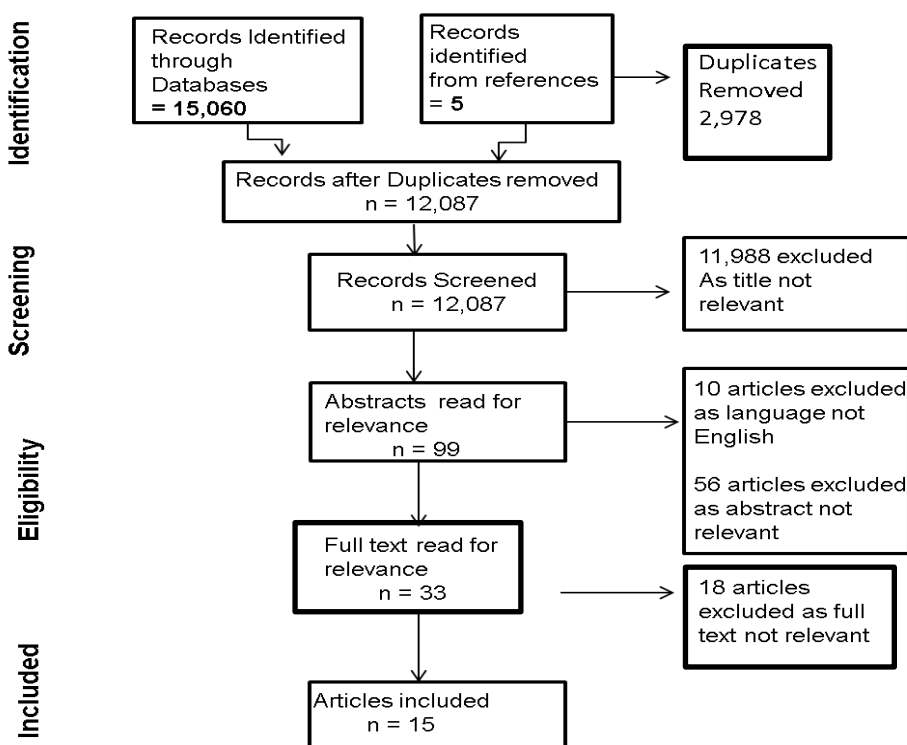 Identification
Records Identified
through
Databases
= 15,060
Records
identified
from references
= 5
Duplicates
Removed
2,978
Records after Duplicates removed
n = 12,087
Screening
Records Screened
n = 12,087
11,988 excluded
As title not
relevant
Eligibility
Abstracts read for
relevance
n = 99
10 articles excluded
as language not
English
56 articles excluded
as abstract not
relevant
Full text read for
relevance
n = 33
18 articles
excluded as full
text not relevant
Included
Articles included
n = 15